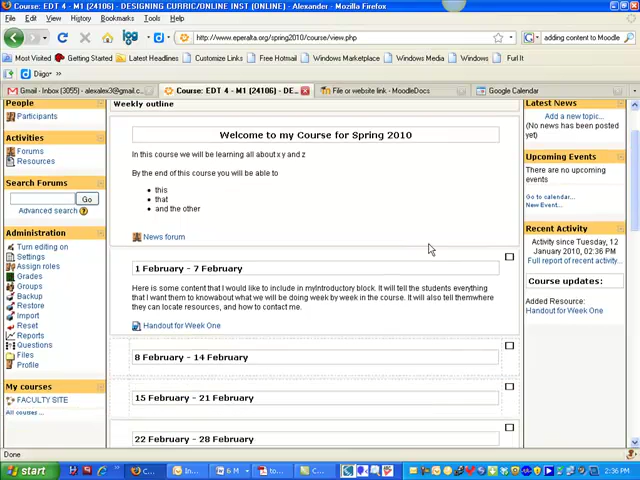 Course: EDT 4 - M1 (24106) - DESIGNING CURRIC/ONLINE INST (ONLINE) - Alexander - Mozilla Firefox
File Edit View History Bookmarks Tools Help
http://www.eperalta.org/spring2010/course/view.php
adding content to Moodle
Most Visited Getting Started Latest Headlines Customize Links Free Hotmail Windows Marketplace Windows Media Windows Furl It
Diigo
Gmail - Inbox (3055) - alexalex3@gmail.c...
Course: EDT 4 - M1 (24106) - DE...
File or website link - MoodleDocs
Google Calendar
People
Participants
Activities
Forums
Resources
Search Forums
Go
Advanced search
Administration
Turn editing on
Settings
Assign roles
Grades
Groups
Backup
Restore
Import
Reset
Reports
Questions
Files
Profile
My courses
FACULTY SITE
All courses ...
Weekly outline
Welcome to my Course for Spring 2010
In this course we will be learning all about x y and z
By the end of this course you will be able to
this
that
and the other
News forum
1 February - 7 February
Here is some content that I would like to include in myIntroductory block. It will tell the students everything
that I want them to knowabout what we will be doing week by week in the course. It will also tell themwhere
they can locate resources, and how to contact me.
Handout for Week One
8 February - 14 February
15 February - 21 February
22 February - 28 February
Latest News
Add a new topic...
(No news has been posted
yet)
Upcoming Events
There are no upcoming
events
Go to calendar...
New Event...
Recent Activity
Activity since Tuesday, 12
January 2010, 02:36 PM
Full report of recent activity...
Course updates:
Added Resource:
Handout for Week One
Done
start
C...
In...
6 M
to...
C...
2:36 PM